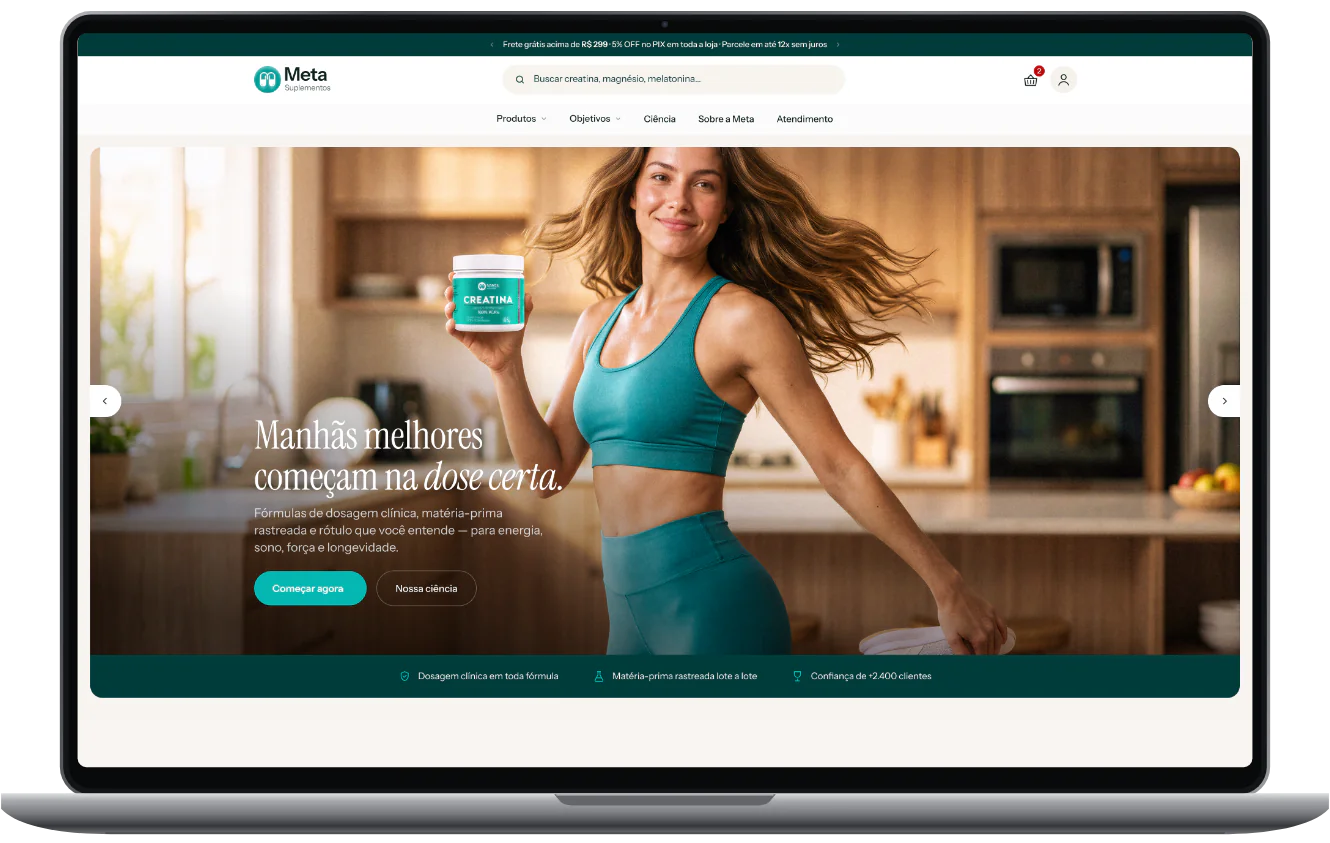 Frete grátis acima de R$ 299 · 5% OFF no PIX em toda a loja · Parcele em até 12x sem juros
Meta
Suplementos
Buscar creatina, magnésio, melatonina...
2
Produtos
Objetivos
Ciência
Sobre a Meta
Atendimento
CREATINA
Manhãs melhores
começam na dose certa.
Fórmulas de dosagem clínica, matéria-prima
rastreada e rótulo que você entende — para energia,
sono, força e longevidade.
Começar agora
Nossa ciência
Dosagem clínica em toda fórmula
Matéria-prima rastreada lote a lote
Confiança de +2.400 clientes